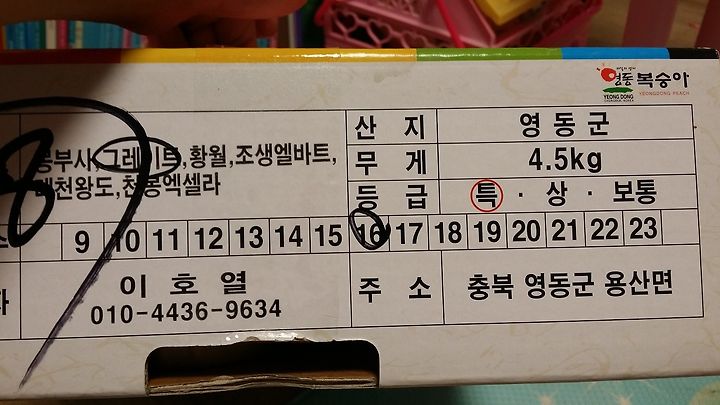 영동 복숭아
YEONG DONG
YEONGDONG PEACH
산 지 영동군
부사,그레이트,황월,조생엘바트, 무 게 4.5kg
천왕도,천봉엑셀라 등 급 특 · 상 · 보통
9 10 11 12 13 14 15 16 17 18 19 20 21 22 23
이 호 열 주 소 충북 영동군 용산면
010-4436-9634